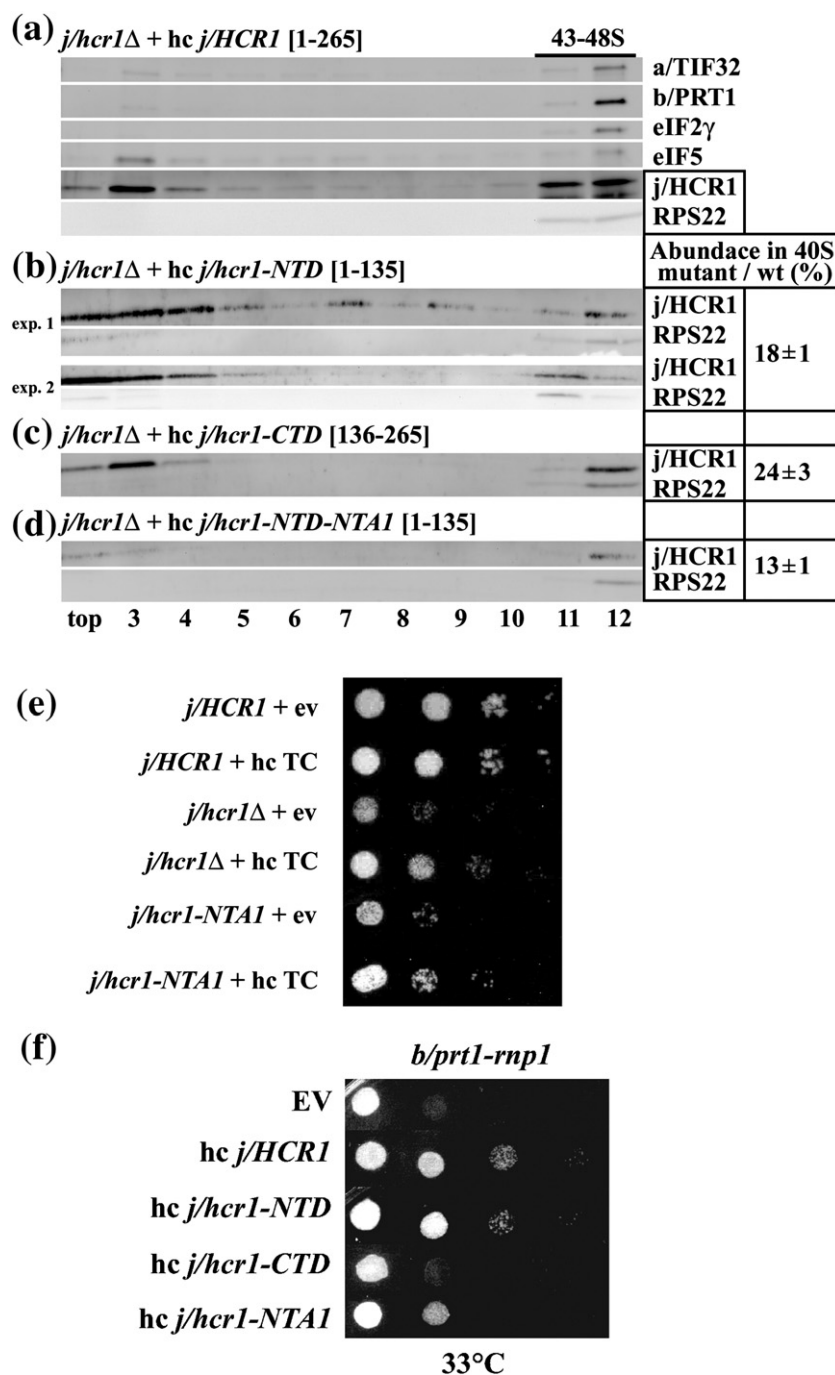 (a) j/hcr1Δ + hc j/HCR1 [1-265] 43-48S
a/TIF32
b/PRT1
eIF2γ
eIF5
j/HCR1
RPS22
Abundace in 40S
mutant / wt (%)
(b) j/hcr1Δ + hc j/hcr1-NTD [1-135]
exp. 1
j/HCR1
RPS22
exp. 2
j/HCR1
RPS22
18±1
(c) j/hcr1Δ + hc j/hcr1-CTD [136-265]
j/HCR1
RPS22
24±3
(d) j/hcr1Δ + hc j/hcr1-NTD-NTA1 [1-135]
j/HCR1
RPS22
13±1
top 3 4 5 6 7 8 9 10 11 12
(e)
j/HCR1 + ev
j/HCR1 + hc TC
j/hcr1Δ + ev
j/hcr1Δ + hc TC
j/hcr1-NTA1 + ev
j/hcr1-NTA1 + hc TC
(f)
b/prt1-rnp1
EV
hc j/HCR1
hc j/hcr1-NTD
hc j/hcr1-CTD
hc j/hcr1-NTA1
33°C